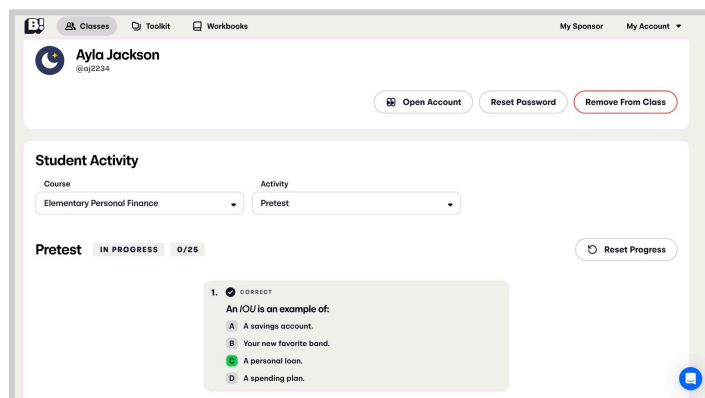 B!
Classes
Toolkit
Workbooks
My Sponsor
My Account
Ayla Jackson
@aj2234
Open Account
Reset Password
Remove From Class
Student Activity
Course
Activity
Elementary Personal Finance
Pretest
Pretest
IN PROGRESS
0/25
Reset Progress
1.
CORRECT
An IOU is an example of:
A A savings account.
B Your new favorite band.
C A personal loan.
D A spending plan.